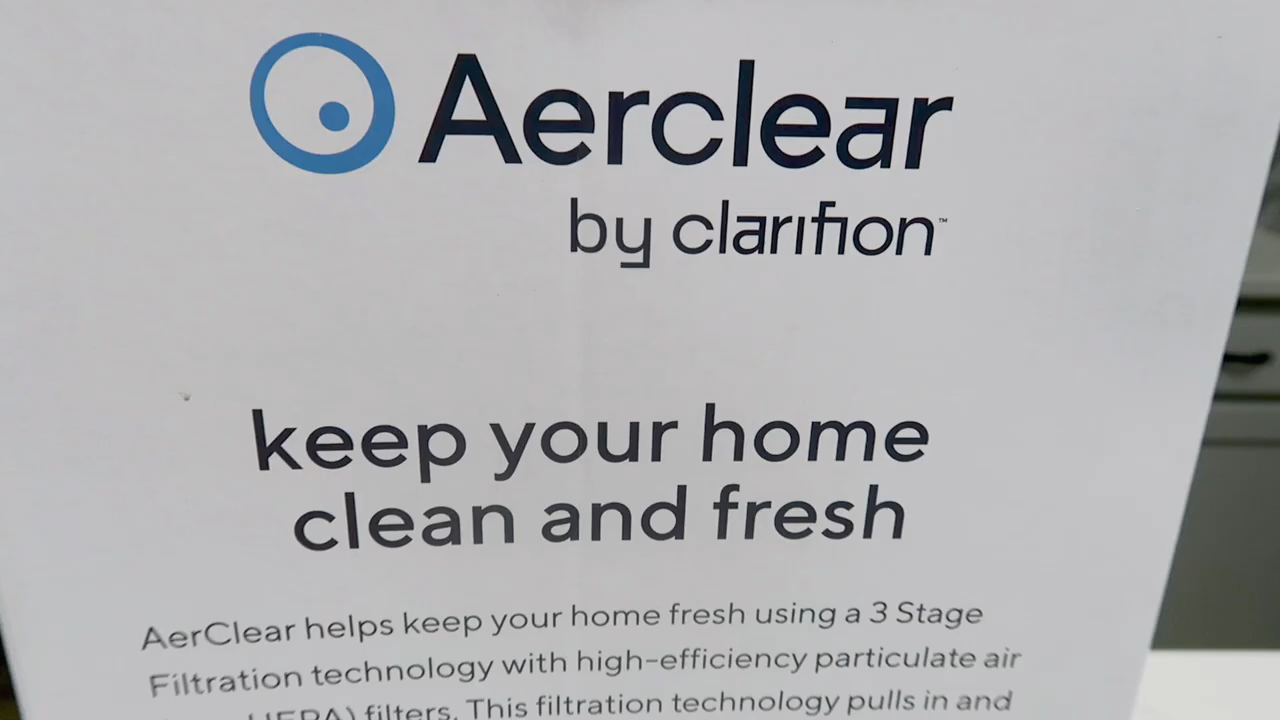 Aerclear
by clarifion™
keep your home
clean and fresh
AerClear helps keep your home fresh using a 3 Stage
Filtration technology with high-efficiency particulate air
(HEPA) filters. This filtration technology pulls in and